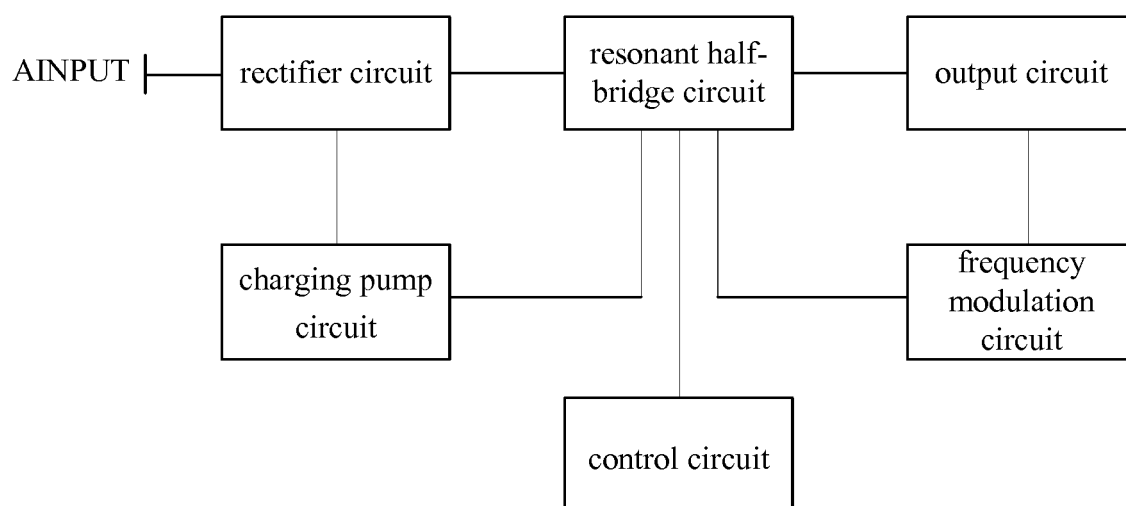 AINPUT
rectifier circuit
resonant half-
bridge circuit
output circuit
charging pump
circuit
frequency
modulation
circuit
control circuit